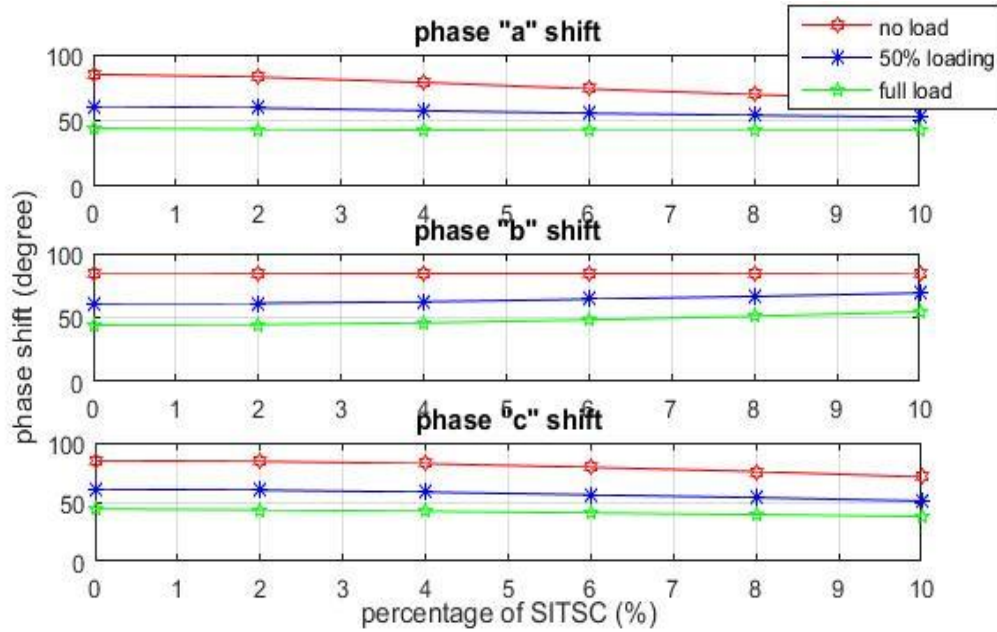 phase "a" shift
no load
50% loading
full load
100
50
0
0 1 2 3 4 5 6 7 8 9 10
phase "b" shift
100
50
0
0 1 2 3 4 5 6 7 8 9 10
phase "c" shift
100
50
0
0 1 2 3 4 5 6 7 8 9 10
phase shift (degree)
percentage of SITSC (%)